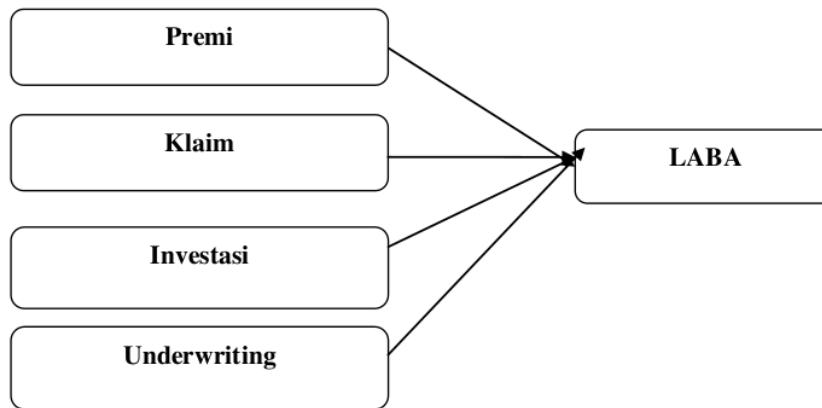 Premi
Klaim
LABA
Investasi
Underwriting